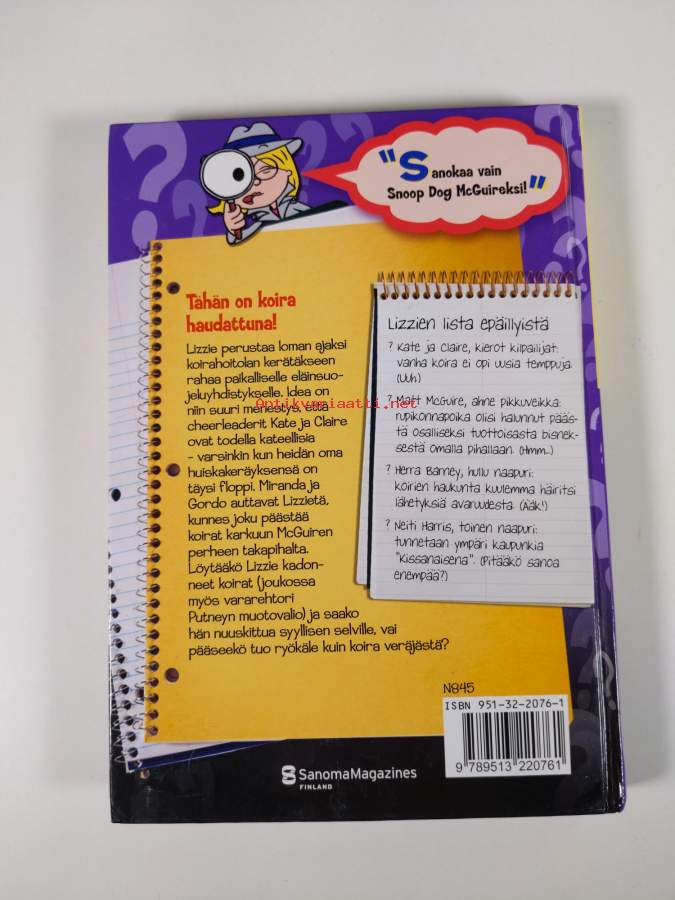 "Sanokaa vain
Snoop Dog McGuireksi!"
Tähän on koira
haudattuna!
Lizzie perustaa loman ajaksi
koirahoitolan kerätäkseen
rahaa paikalliselle eläinsuo-
jeluyhdistykselle. Idea on
niin suuri menestys, että
cheerleaderit Kate ja Claire
ovat todella kateellisia
- varsinkin kun heidän oma
huiskakeräyksensä on
täysi floppi. Miranda ja
Gordo auttavat Lizzietä,
kunnes joku päästää
koirat karkuun McGuiren
perheen takapihalta.
Löytääkö Lizzie kadon-
neet koirat (joukossa
myös vararehtori
Putneyn muotovalio) ja saako
hän nuuskittua syyllisen selville, vai
pääseekö tuo ryökäle kuin koira veräjästä?
Lizzien lista epäillyistä
? Kate ja Claire, kierot kilpailijat:
vanha koira ei opi uusia temppuja.
(Uuh.)
? Matt McGuire, ahne pikkuveikka:
rupikonnapoika olisi halunnut pääs-
tä osalliseksi tuottoisasta bisnek-
sestä omalla pihallaan. (Hmm...)
? Herra Barney, hullu naapuri:
koirien haukunta kuulemma häiritsi
lähetyksiä avaruudesta. (Ääk!)
? Neiti Harris, toinen naapuri:
tunnetaan ympäri kaupunkia
"Kissanaisena". (Pitääkö sanoa
enempää?)
Antikvariaatti.net
N845
ISBN 951-32-2076-1
9 789513 220761
SanomaMagazines
FINLAND